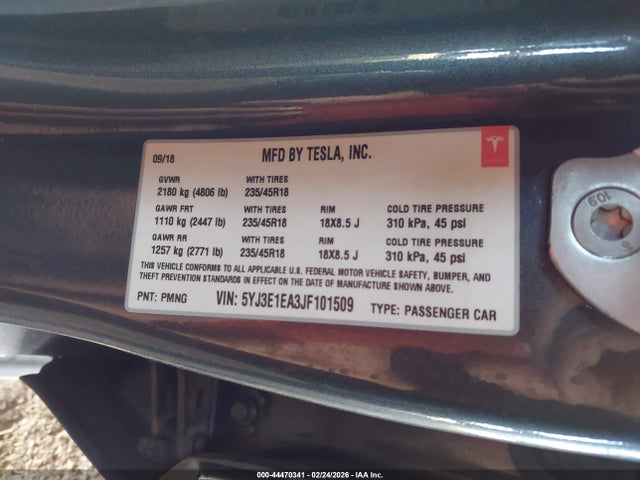 09/18 MFD BY TESLA, INC.
TESLA
GVWR WITH TIRES
2180 kg (4806 lb) 235/45R18
GAWR FRT WITH TIRES RIM COLD TIRE PRESSURE
1110 kg (2447 lb) 235/45R18 18X8.5 J 310 kPa, 45 psi
GAWR RR WITH TIRES RIM COLD TIRE PRESSURE
1257 kg (2771 lb) 235/45R18 18X8.5 J 310 kPa, 45 psi
THIS VEHICLE CONFORMS TO ALL APPLICABLE U.S. FEDERAL MOTOR VEHICLE SAFETY, BUMPER, AND
THEFT PREVENTION STANDARDS IN EFFECT ON THE DATE OF MANUFACTURE SHOWN ABOVE.
PNT: PMNG VIN: 5YJ3E1EA3JF101509 TYPE: PASSENGER CAR
109
000-44470341 - 02/24/2026 - IAA Inc.